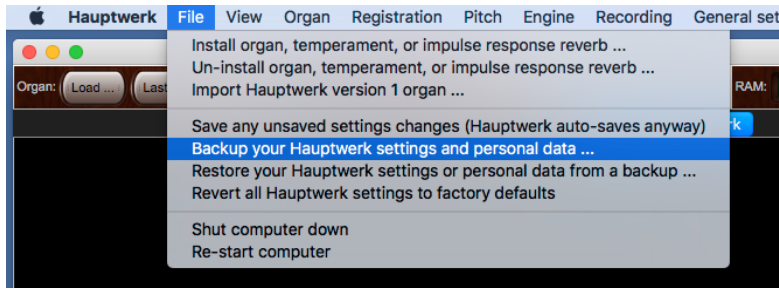 Hauptwerk File View Organ Registration Pitch Engine Recording General set
Install organ, temperament, or impulse response reverb ...
Un-install organ, temperament, or impulse response reverb ...
Import Hauptwerk version 1 organ ...
Organ: Load ... Last RAM:
Save any unsaved settings changes (Hauptwerk auto-saves anyway)
Backup your Hauptwerk settings and personal data ...
Restore your Hauptwerk settings or personal data from a backup ...
Revert all Hauptwerk settings to factory defaults
Shut computer down
Re-start computer